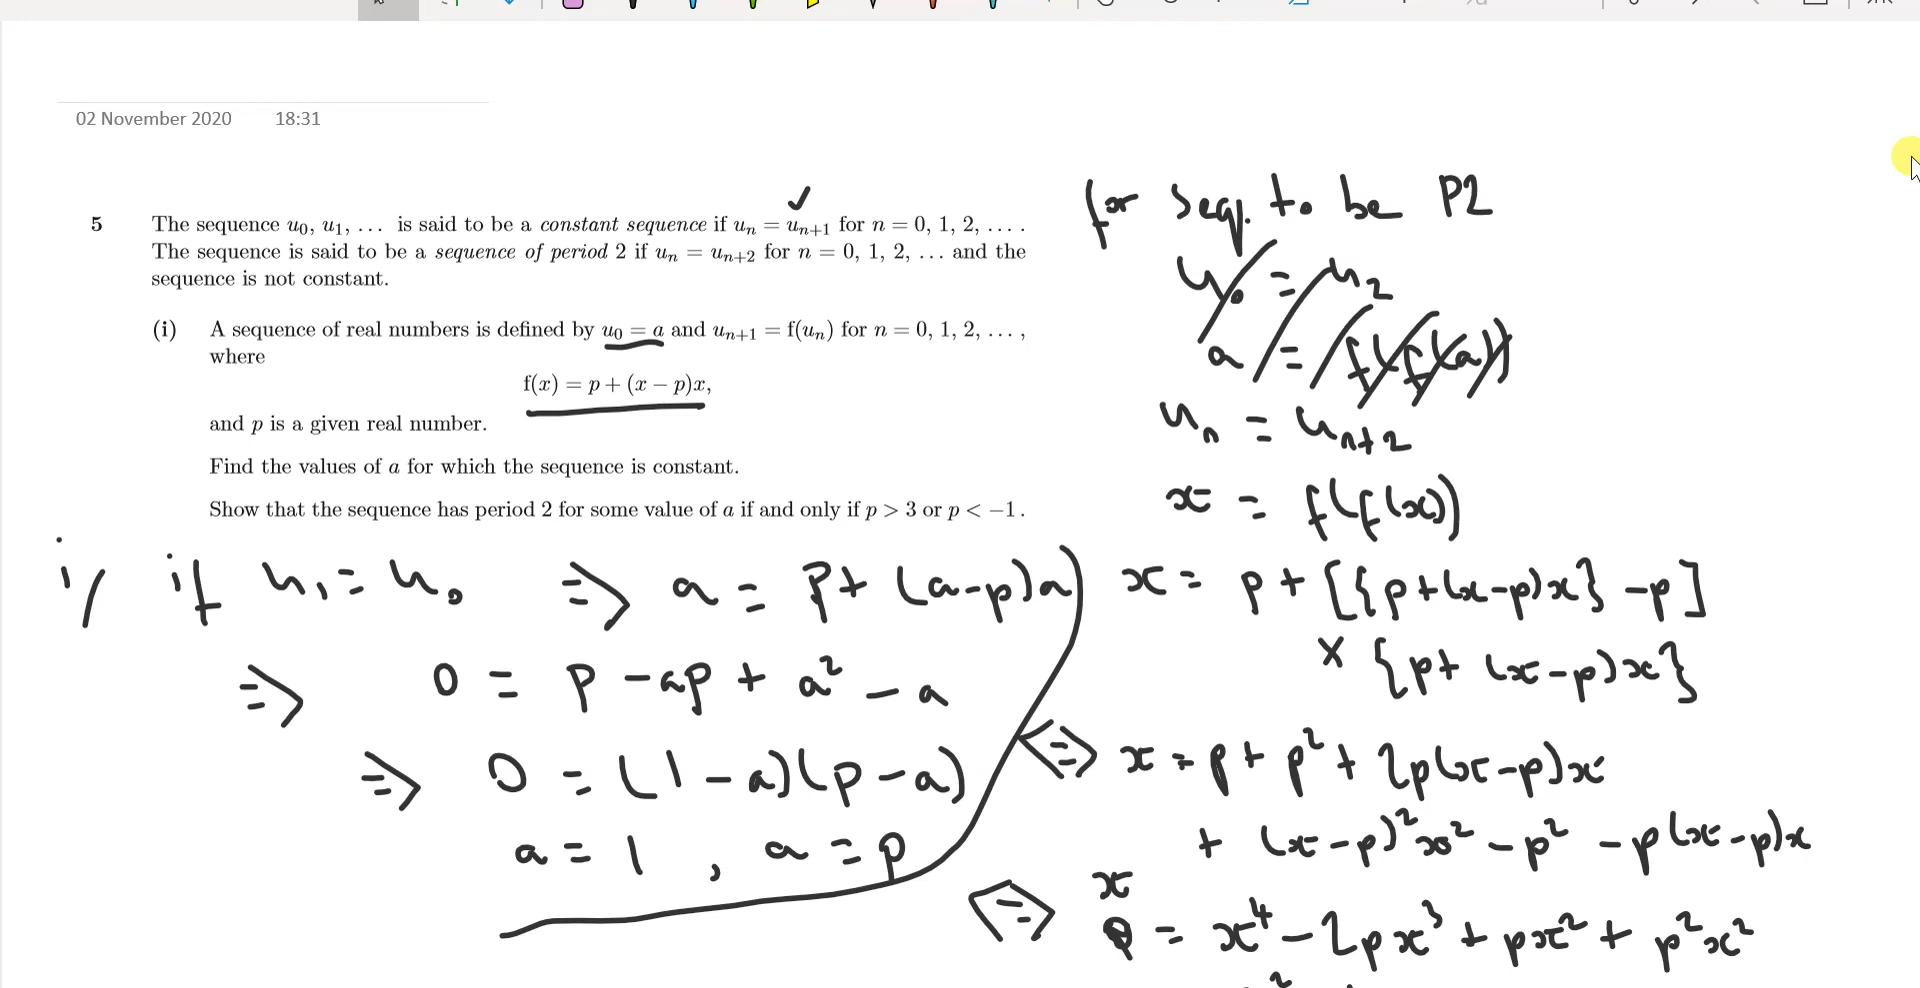 02 November 2020 18:31
5 The sequence u₀, u₁, ... is said to be a constant sequence if uₙ = uₙ₊₁ for n = 0, 1, 2, ....
The sequence is said to be a sequence of period 2 if uₙ = uₙ₊₂ for n = 0, 1, 2, ... and the
sequence is not constant.
(i) A sequence of real numbers is defined by u₀ = a and uₙ₊₁ = f(uₙ) for n = 0, 1, 2, ...,
where
f(x) = p + (x − p)x,
and p is a given real number.
Find the values of a for which the sequence is constant.
Show that the sequence has period 2 for some value of a if and only if p > 3 or p < −1.
i/ if u₁ = u₀ ⇒ a = p + (a-p)a
⇒ 0 = p - ap + a² - a
⇒ 0 = (1-a)(p-a)
a = 1, a = p
for seq. to be P2
u₀ = u₂
a = f(f(a))
uₙ = uₙ₊₂
x = f(f(x))
x = p + [{p+(x-p)x} - p]
× {p+ (x-p)x}
⇔ x = p + p² + 2p(x-p)x
+ (x-p)²x² - p² - p(x-p)x
x
⇔ = x⁴ - 2px³ + px² + p²x²